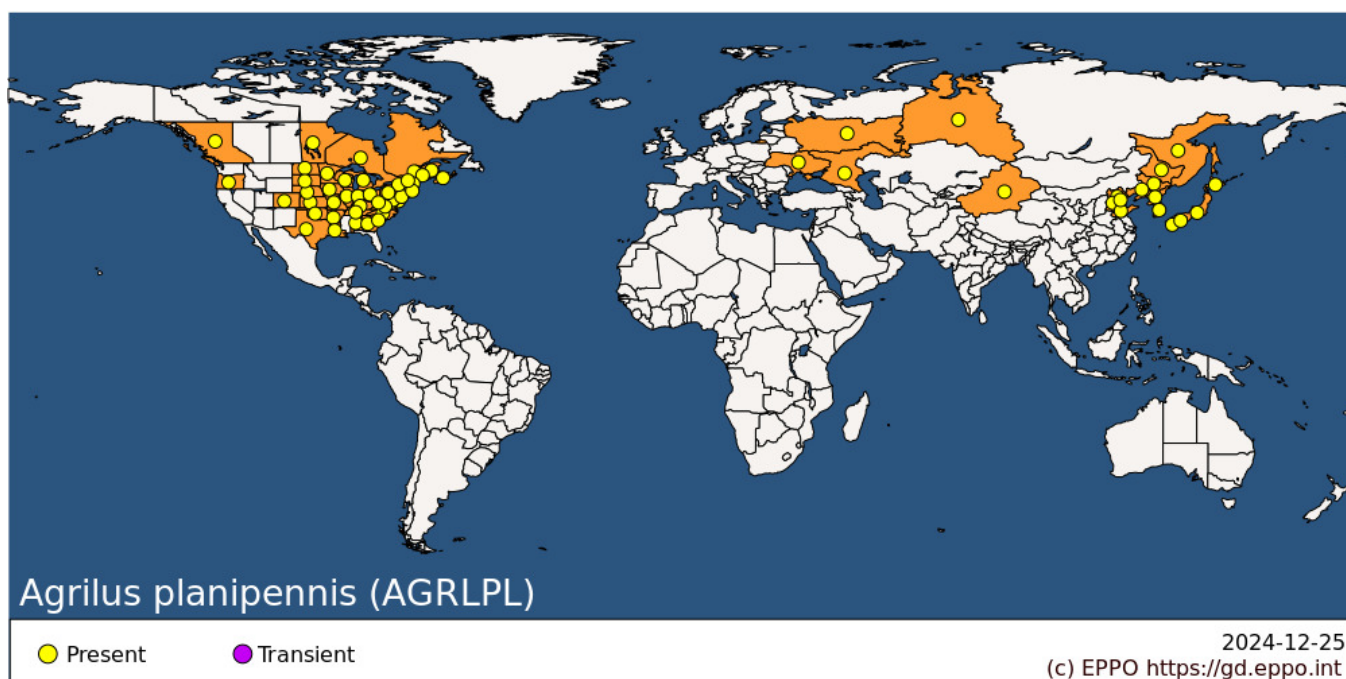 Agrilus planipennis (AGRLPL)
Present
Transient
2024-12-25
(c) EPPO https://gd.eppo.int